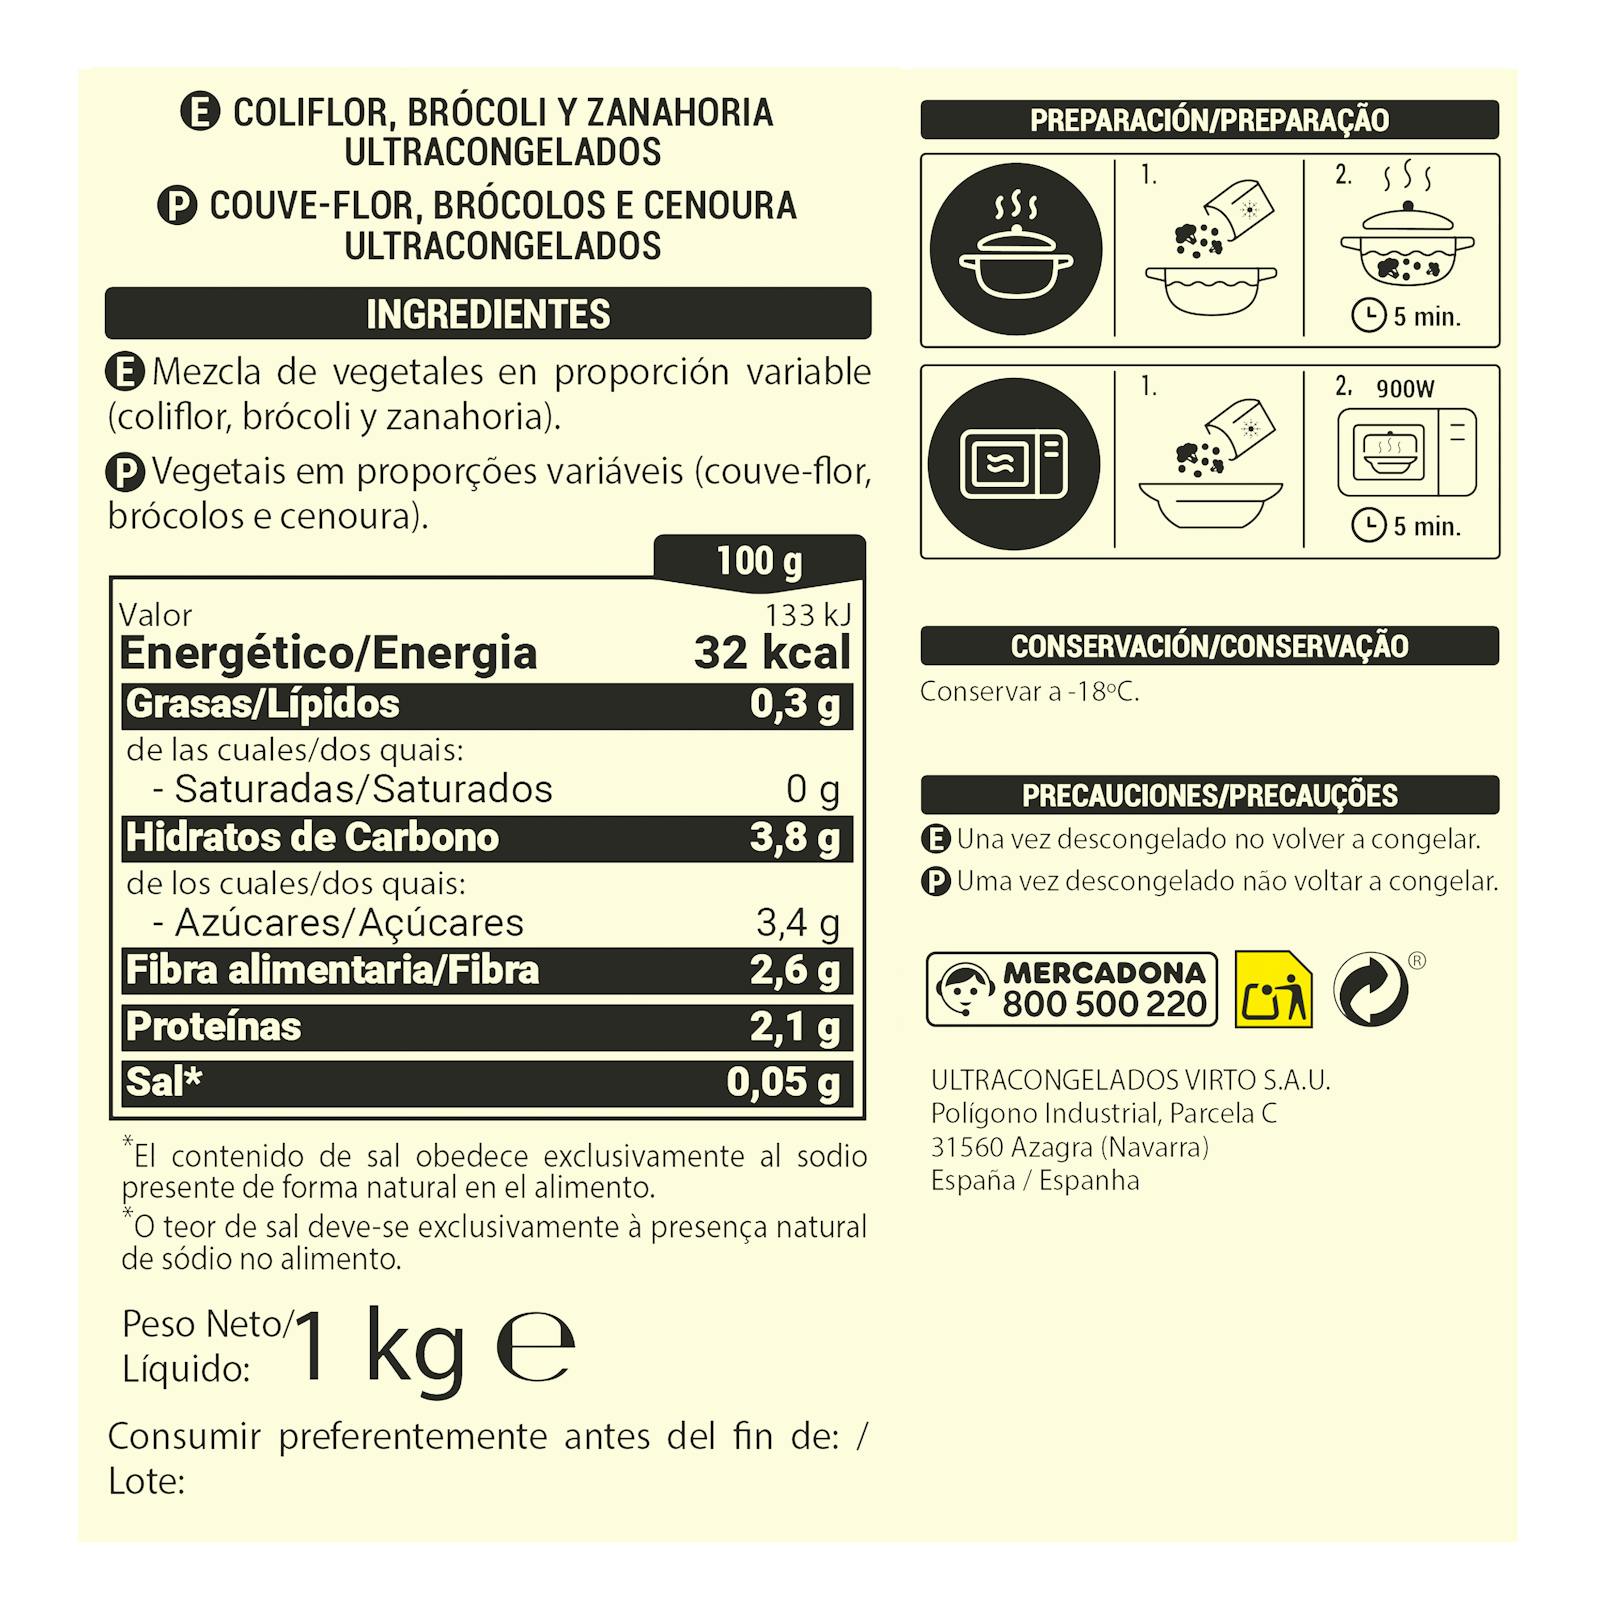 E COLIFLOR, BRÓCOLI Y ZANAHORIA
ULTRACONGELADOS
P COUVE-FLOR, BRÓCOLOS E CENOURA
ULTRACONGELADOS
INGREDIENTES
E Mezcla de vegetales en proporción variable
(coliflor, brócoli y zanahoria).
P Vegetais em proporções variáveis (couve-flor,
brócolos e cenoura).
100 g
Valor 133 kJ
Energético/Energia 32 kcal
Grasas/Lípidos 0,3 g
de las cuales/dos quais:
- Saturadas/Saturados 0 g
Hidratos de Carbono 3,8 g
de los cuales/dos quais:
- Azúcares/Açúcares 3,4 g
Fibra alimentaria/Fibra 2,6 g
Proteínas 2,1 g
Sal* 0,05 g
*El contenido de sal obedece exclusivamente al sodio
presente de forma natural en el alimento.
*O teor de sal deve-se exclusivamente à presença natural
de sódio no alimento.
Peso Neto/
Líquido: 1 kg ℮
Consumir preferentemente antes del fin de: /
Lote:
PREPARACIÓN/PREPARAÇÃO
1. 2.
5 min.
1. 2. 900W
5 min.
CONSERVACIÓN/CONSERVAÇÃO
Conservar a -18ºC.
PRECAUCIONES/PRECAUÇÕES
E Una vez descongelado no volver a congelar.
P Uma vez descongelado não voltar a congelar.
MERCADONA
800 500 220
®
ULTRACONGELADOS VIRTO S.A.U.
Polígono Industrial, Parcela C
31560 Azagra (Navarra)
España / Espanha